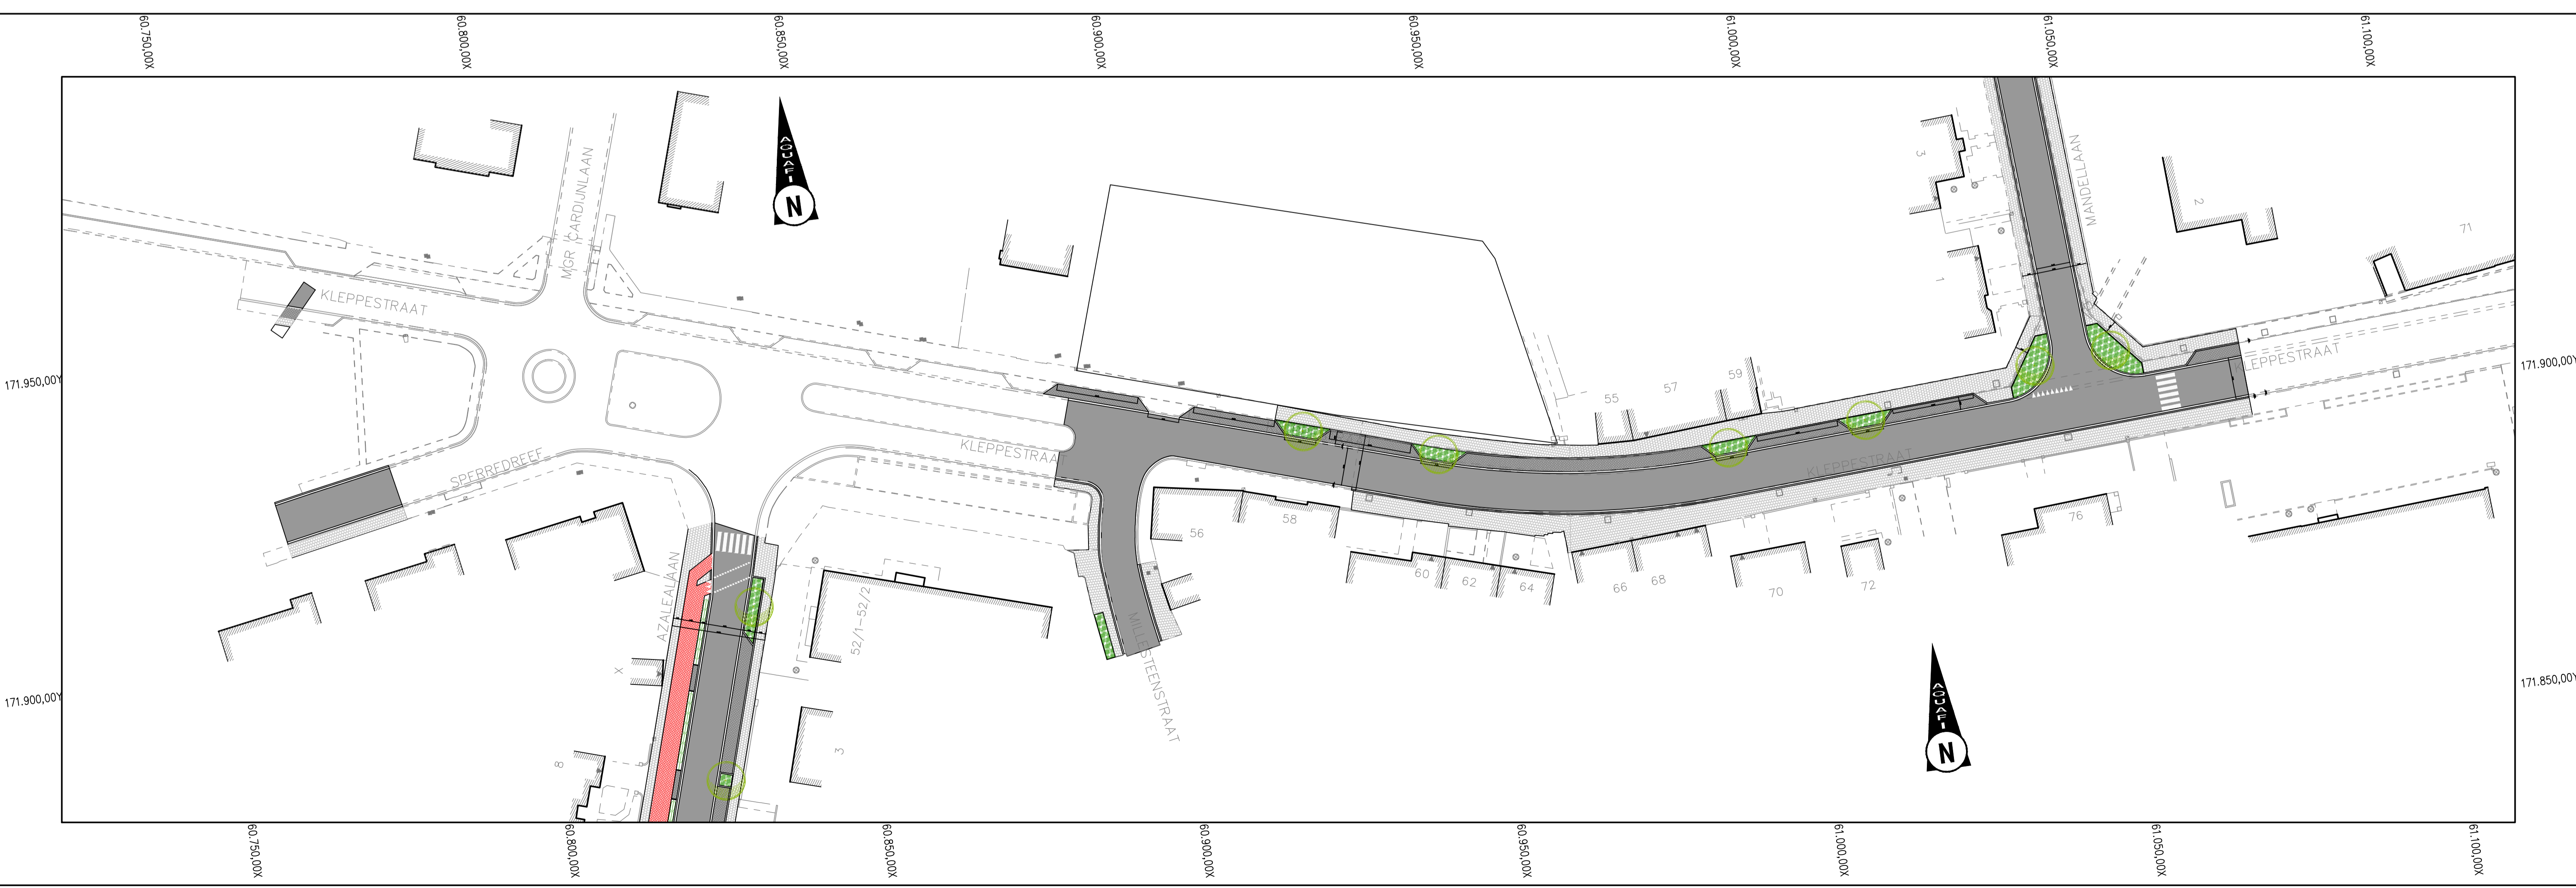 60.750,00X
60.800,00X
60.850,00X
60.900,00X
60.950,00X
61.000,00X
61.050,00X
61.100,00X
MGR. CARDIJNLAAN
AQUAFIN
N
3
MANDELLAAN
2
71
1
KLEPPESTRAAT
KLEPPESTRAAT
171.950,00Y
171.900,00Y
59
57
55
KLEPPESTRAAT
KLEPPESTRAA
SPERREDREEF
56
58
76
60
62
64
66
68
70
72
AZALEALAAN
52/1-52/2
MILLESTEENSTRAAT
X
3
8
AQUAFIN
N
171.900,00Y
171.850,00Y
60.750,00X
60.800,00X
60.850,00X
60.900,00X
60.950,00X
61.000,00X
61.050,00X
61.100,00X